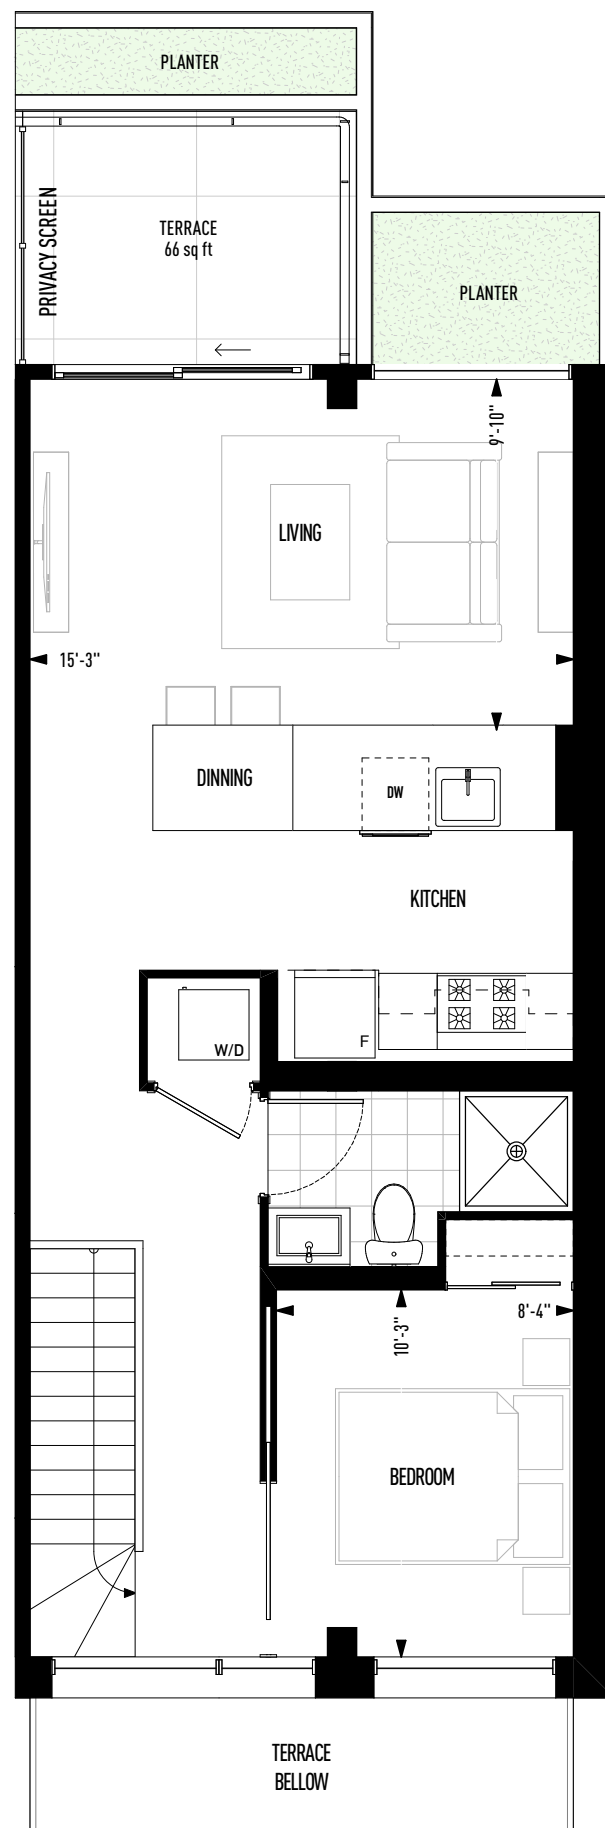 PLANTER
PRIVACY SCREEN
TERRACE
66 sq ft
PLANTER
9'-10"
LIVING
15'-3"
DINNING
DW
KITCHEN
F
W/D
8'-4"
10'-3"
BEDROOM
TERRACE
BELLOW